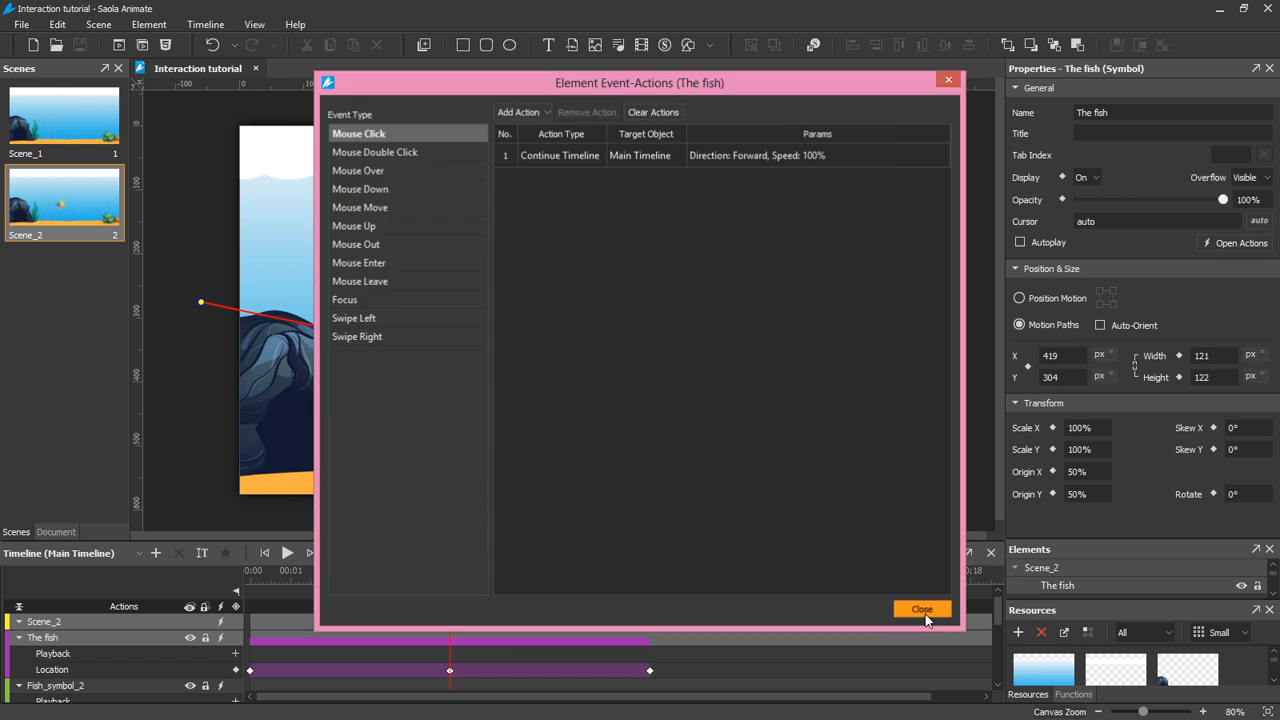 Interaction tutorial - Saola Animate
File Edit Scene Element Timeline View Help
Scenes
Interaction tutorial
Scene_1 1
Scene_2 2
Scenes Document
-100 0
Element Event-Actions (The fish)
Event Type
Mouse Click
Mouse Double Click
Mouse Over
Mouse Down
Mouse Move
Mouse Up
Mouse Out
Mouse Enter
Mouse Leave
Focus
Swipe Left
Swipe Right
Add Action Remove Action Clear Actions
No. Action Type Target Object Params
1 Continue Timeline Main Timeline Direction: Forward, Speed: 100%
Close
Properties - The fish (Symbol)
General
Name The fish
Title
Tab Index
Display On Overflow Visible
Opacity 100%
Cursor auto auto
Autoplay Open Actions
Position & Size
Position Motion
Motion Paths Auto-Orient
X 419 px Width 121 px
Y 304 px Height 122 px
Transform
Scale X 100% Skew X 0°
Scale Y 100% Skew Y 0°
Origin X 50%
Origin Y 50% Rotate 0°
Elements
Scene_2
The fish
Resources
All Small
Resources Functions
Canvas Zoom 80%
Timeline (Main Timeline)
0:00 00:01 0:18
Actions
Scene_2
The fish
Playback
Location
Fish_symbol_2
Playback